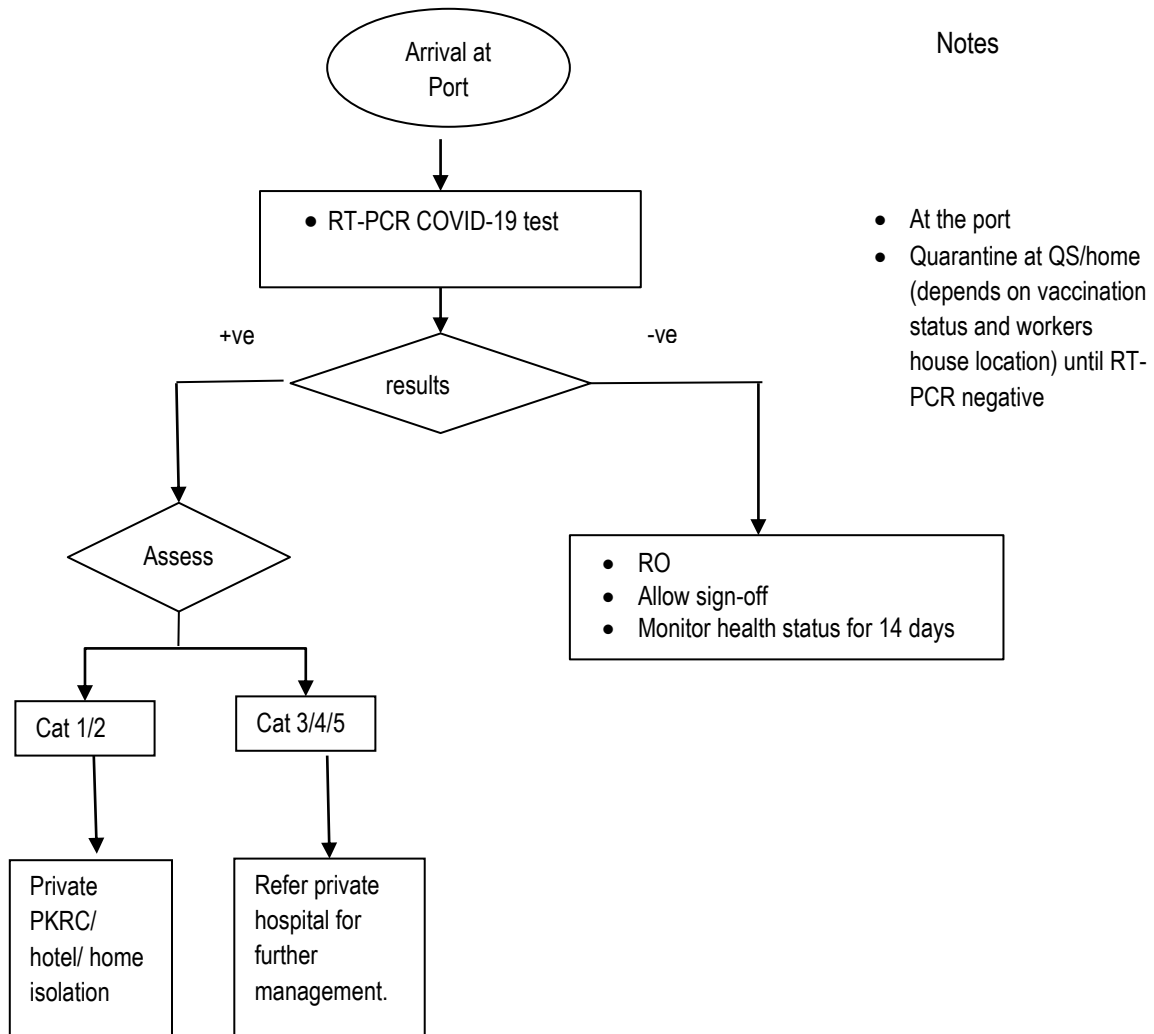 Notes
Arrival at
Port
• RT-PCR COVID-19 test
• At the port
• Quarantine at QS/home
(depends on vaccination
status and workers
house location) until RT-
PCR negative
+ve
-ve
results
Assess
• RO
• Allow sign-off
• Monitor health status for 14 days
Cat 1/2
Cat 3/4/5
Private
PKRC/
hotel/ home
isolation
Refer private
hospital for
further
management.